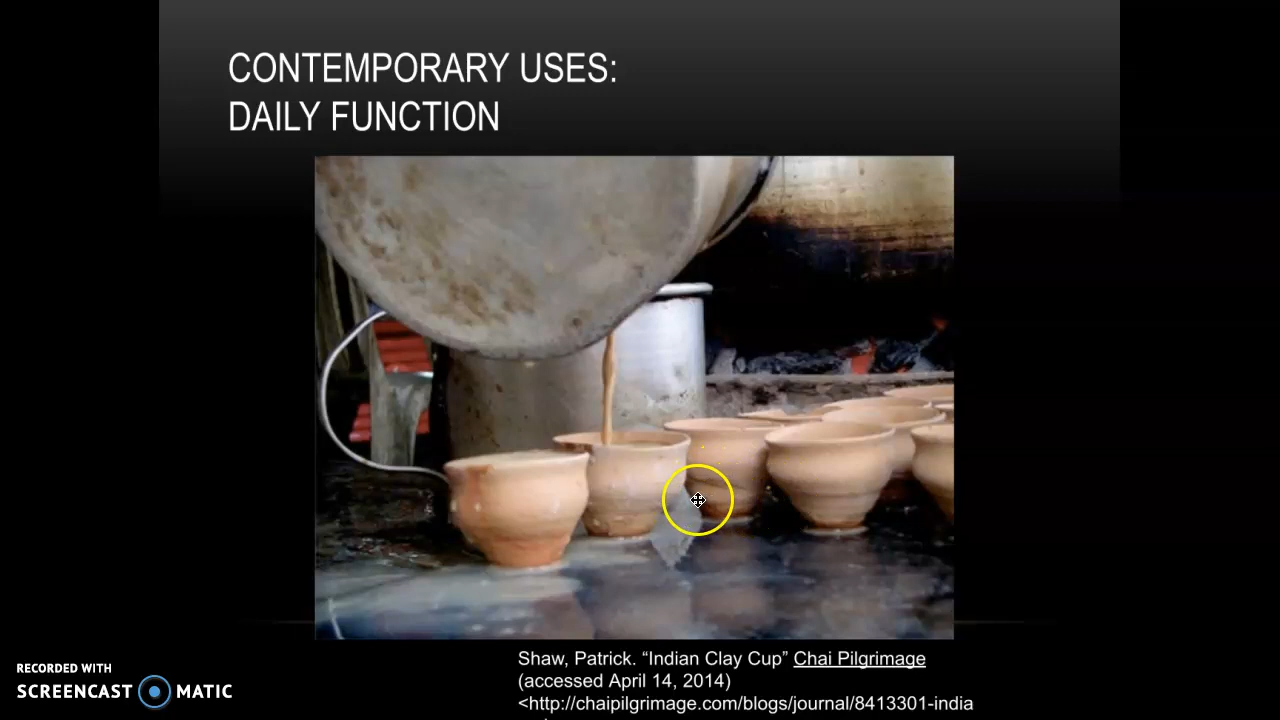 CONTEMPORARY USES:
DAILY FUNCTION
Shaw, Patrick. “Indian Clay Cup” Chai Pilgrimage
(accessed April 14, 2014)
<http://chaipilgrimage.com/blogs/journal/8413301-india
RECORDED WITH
SCREENCAST MATIC